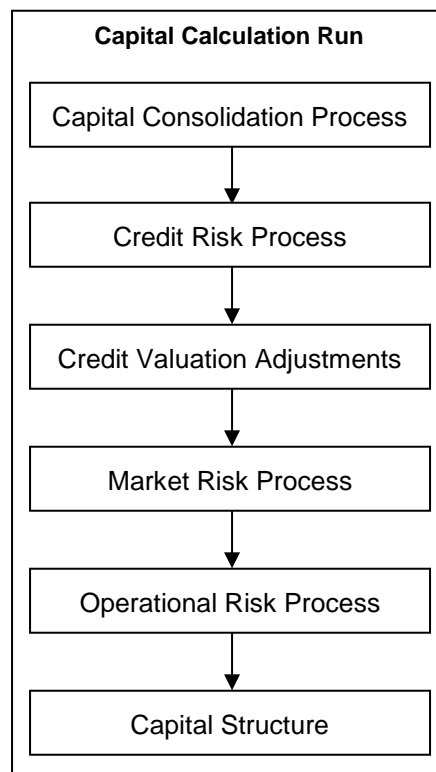 Capital Calculation Run
Capital Consolidation Process
Credit Risk Process
Credit Valuation Adjustments
Market Risk Process
Operational Risk Process
Capital Structure